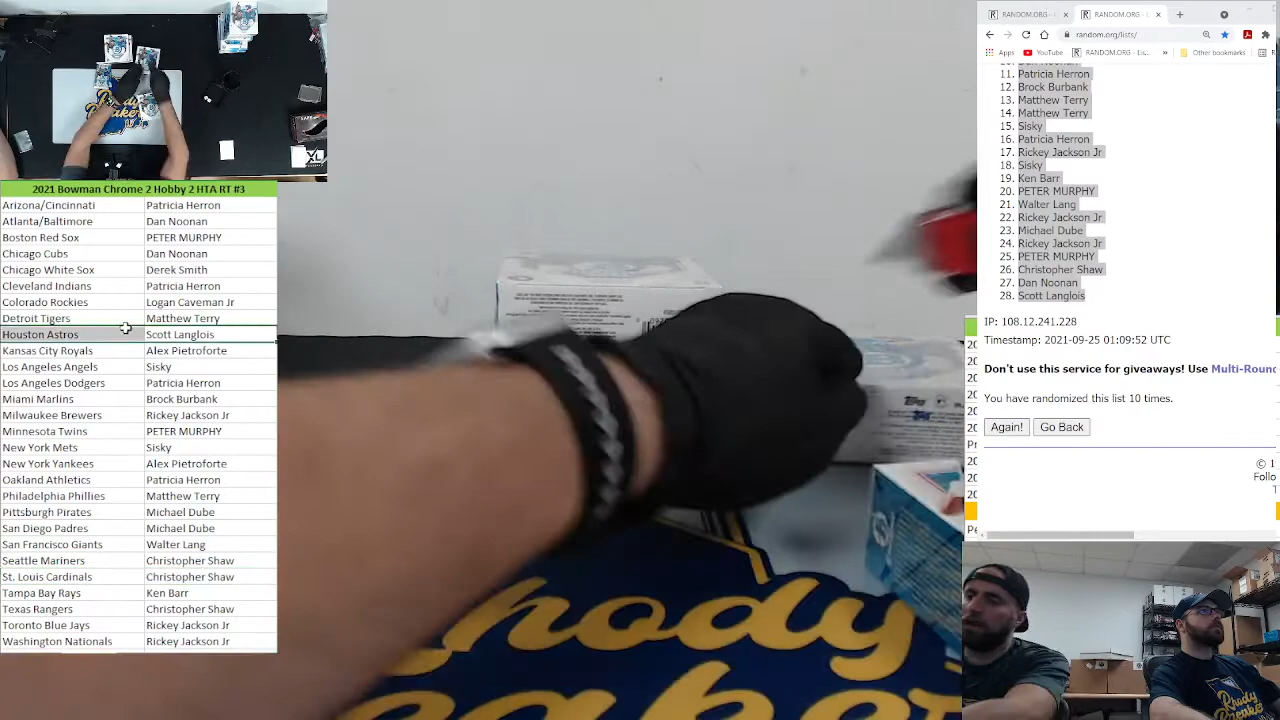 2021 Bowman Chrome 2 Hobby 2 HTA RT #3
Arizona/Cincinnati Patricia Herron
Atlanta/Baltimore Dan Noonan
Boston Red Sox PETER MURPHY
Chicago Cubs Dan Noonan
Chicago White Sox Derek Smith
Cleveland Indians Patricia Herron
Colorado Rockies Logan Caveman Jr
Detroit Tigers Matthew Terry
Houston Astros Scott Langlois
Kansas City Royals Alex Pietroforte
Los Angeles Angels Sisky
Los Angeles Dodgers Patricia Herron
Miami Marlins Brock Burbank
Milwaukee Brewers Rickey Jackson Jr
Minnesota Twins PETER MURPHY
New York Mets Sisky
New York Yankees Alex Pietroforte
Oakland Athletics Patricia Herron
Philadelphia Phillies Matthew Terry
Pittsburgh Pirates Michael Dube
San Diego Padres Michael Dube
San Francisco Giants Walter Lang
Seattle Mariners Christopher Shaw
St. Louis Cardinals Christopher Shaw
Tampa Bay Rays Ken Barr
Texas Rangers Christopher Shaw
Toronto Blue Jays Rickey Jackson Jr
Washington Nationals Rickey Jackson Jr
RANDOM.ORG - RANDOM.ORG - L
random.org/lists/
Apps YouTube RANDOM.ORG - Lis... » Other bookmarks
11. Patricia Herron
12. Brock Burbank
13. Matthew Terry
14. Matthew Terry
15. Sisky
16. Patricia Herron
17. Rickey Jackson Jr
18. Sisky
19. Ken Barr
20. PETER MURPHY
21. Walter Lang
22. Rickey Jackson Jr
23. Michael Dube
24. Rickey Jackson Jr
25. PETER MURPHY
26. Christopher Shaw
27. Dan Noonan
28. Scott Langlois
Timestamp: 2021-09-25 01:09:52 UTC
Don't use this service for giveaways! Use Multi-Round
You have randomized this list 10 times.
Again! Go Back
© 1
Follo
topps